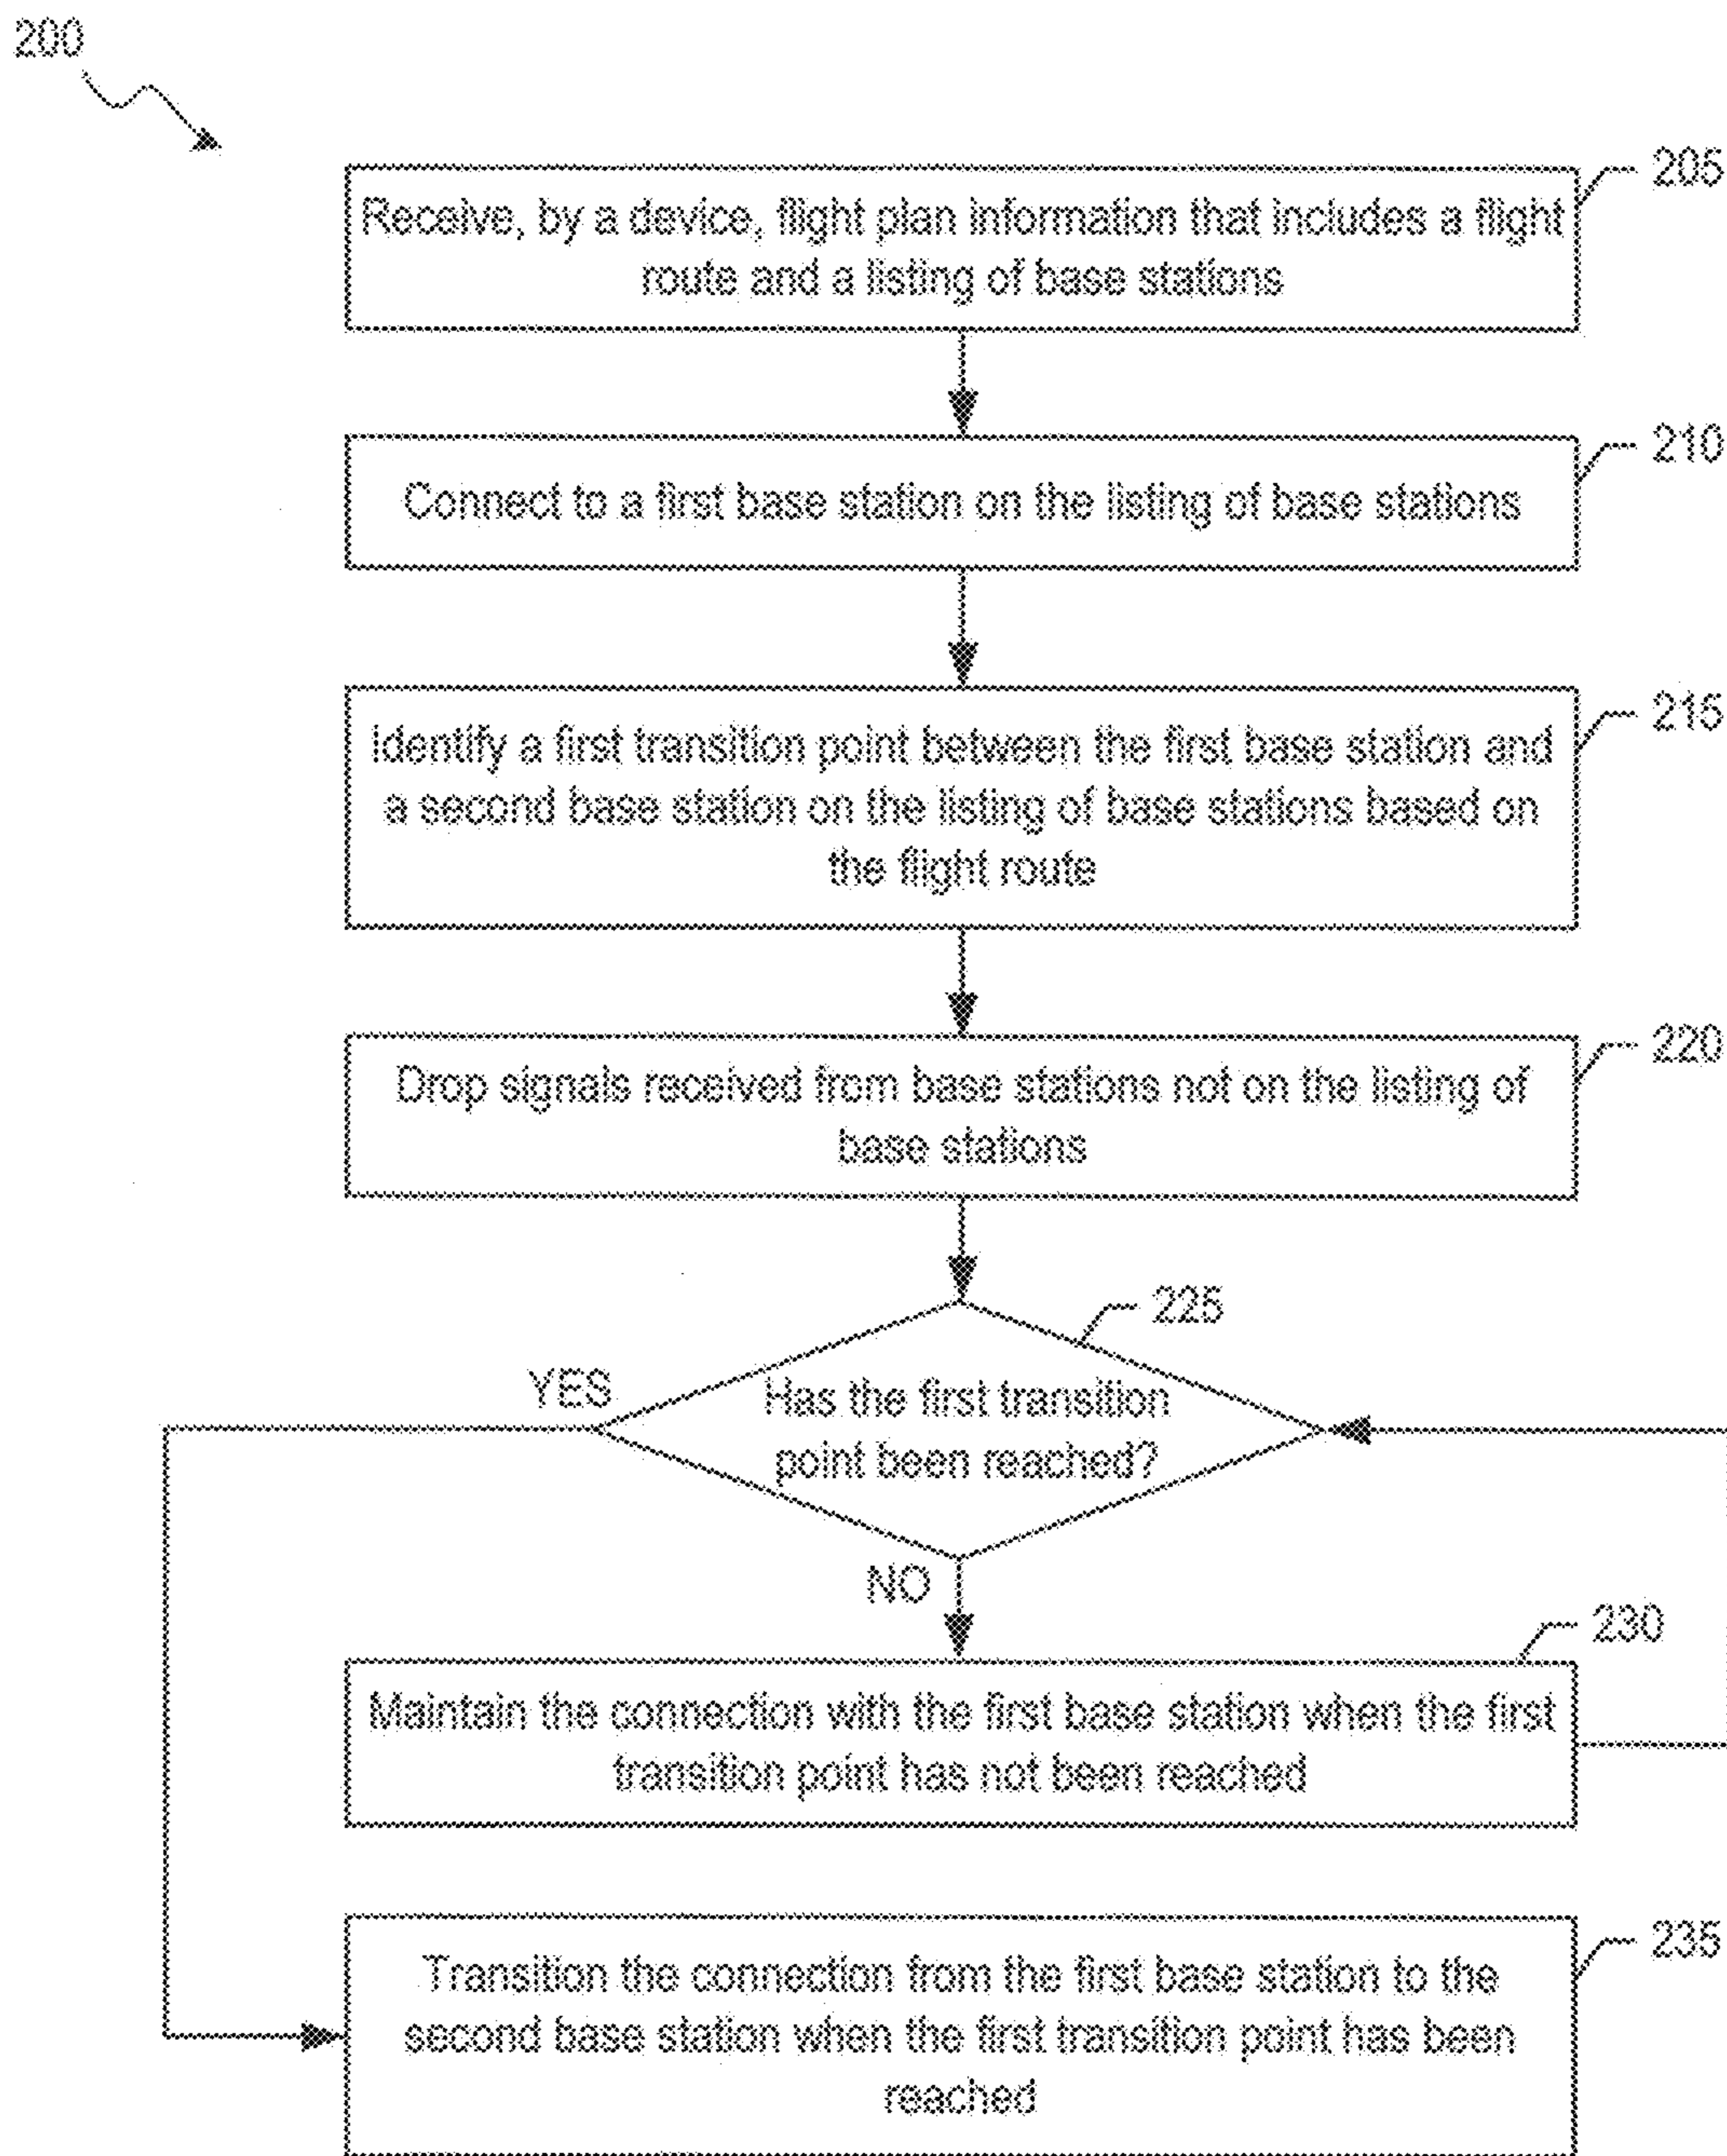 200
205
Receive, by a device, flight plan information that includes a flight
route and a listing of base stations
210
Connect to a first base station on the listing of base stations
215
Identify a first transition point between the first base station and
a second base station on the listing of base stations based on
the flight route
220
Drop signals received from base stations not on the listing of
base stations
225
YES
Has the first transition
point been reached?
NO
230
Maintain the connection with the first base station when the first
transition point has not been reached
235
Transition the connection from the first base station to the
second base station when the first transition point has been
reached